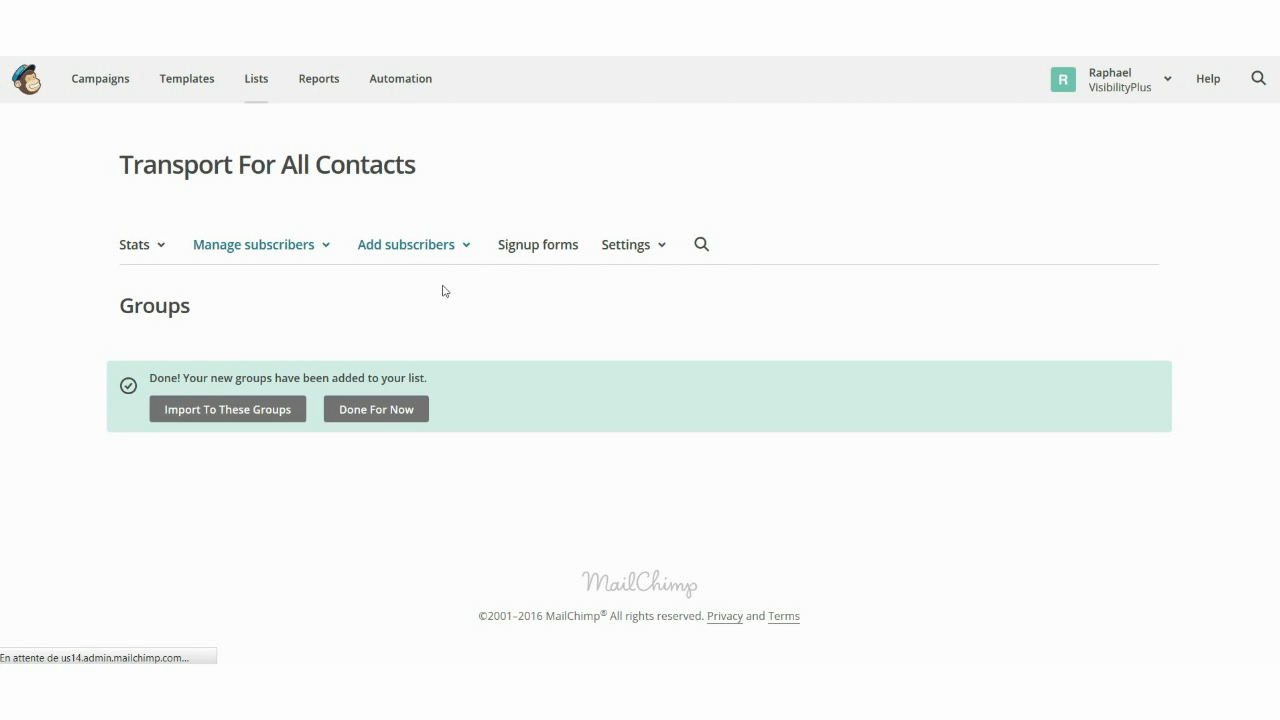 Campaigns Templates Lists Reports Automation
R Raphael Help
VIsibilityPlus
Transport For All Contacts
Stats Manage subscribers Add subscribers Signup forms Settings
Groups
Done! Your new groups have been added to your list.
Import To These Groups Done For Now
MailChimp
©2001–2016 MailChimp® All rights reserved. Privacy and Terms
En attente de us14.admin.mailchimp.com...